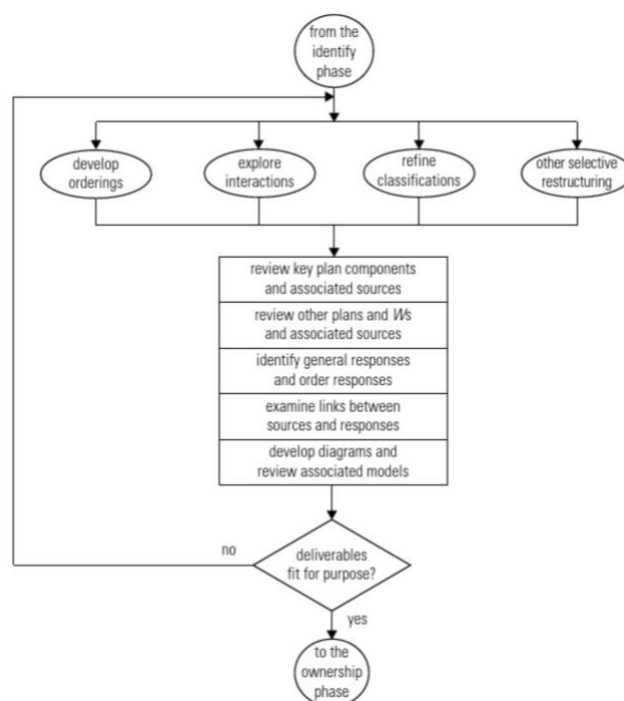 from the
identify
phase
develop
orderings
explore
interactions
refine
classifications
other selective
restructuring
review key plan components
and associated sources
review other plans and Ws
and associated sources
identify general responses
and order responses
examine links between
sources and responses
develop diagrams and
review associated models
no
deliverables
fit for purpose?
yes
to the
ownership
phase